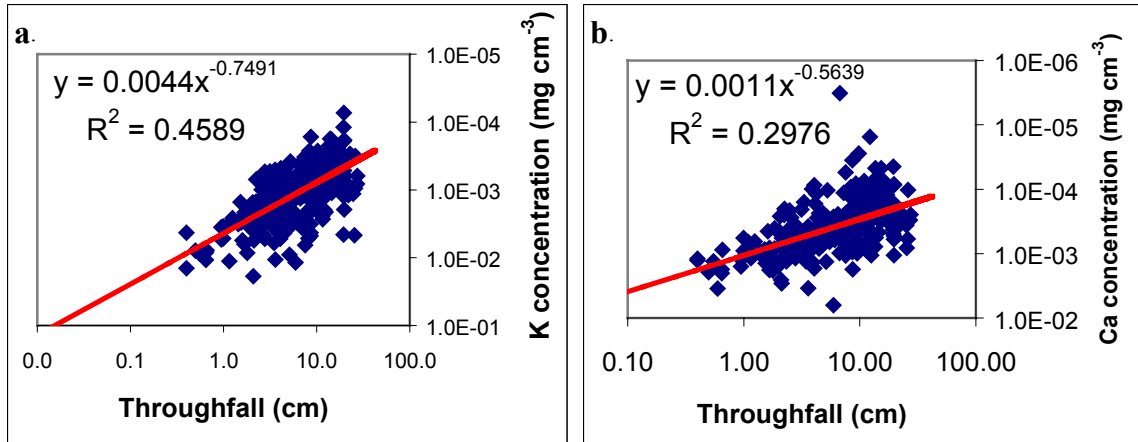 a.
y = 0.0044x^-0.7491
R^2 = 0.4589
1.0E-05
1.0E-04
1.0E-03
1.0E-02
1.0E-01
K concentration (mg cm^-3)
0.0 0.1 1.0 10.0 100.0
Throughfall (cm)
b.
y = 0.0011x^-0.5639
R^2 = 0.2976
1.0E-06
1.0E-05
1.0E-04
1.0E-03
1.0E-02
Ca concentration (mg cm^-3)
0.10 1.00 10.00 100.00
Throughfall (cm)